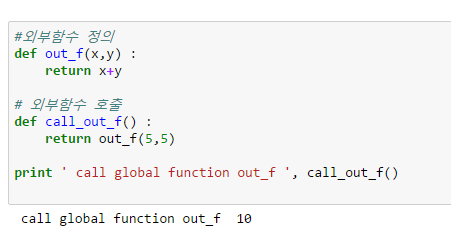 #외부함수 정의
def out_f(x,y) :
    return x+y
# 외부함수 호출
def call_out_f() :
    return out_f(5,5)
print ' call global function out_f ', call_out_f()
call global function out_f  10